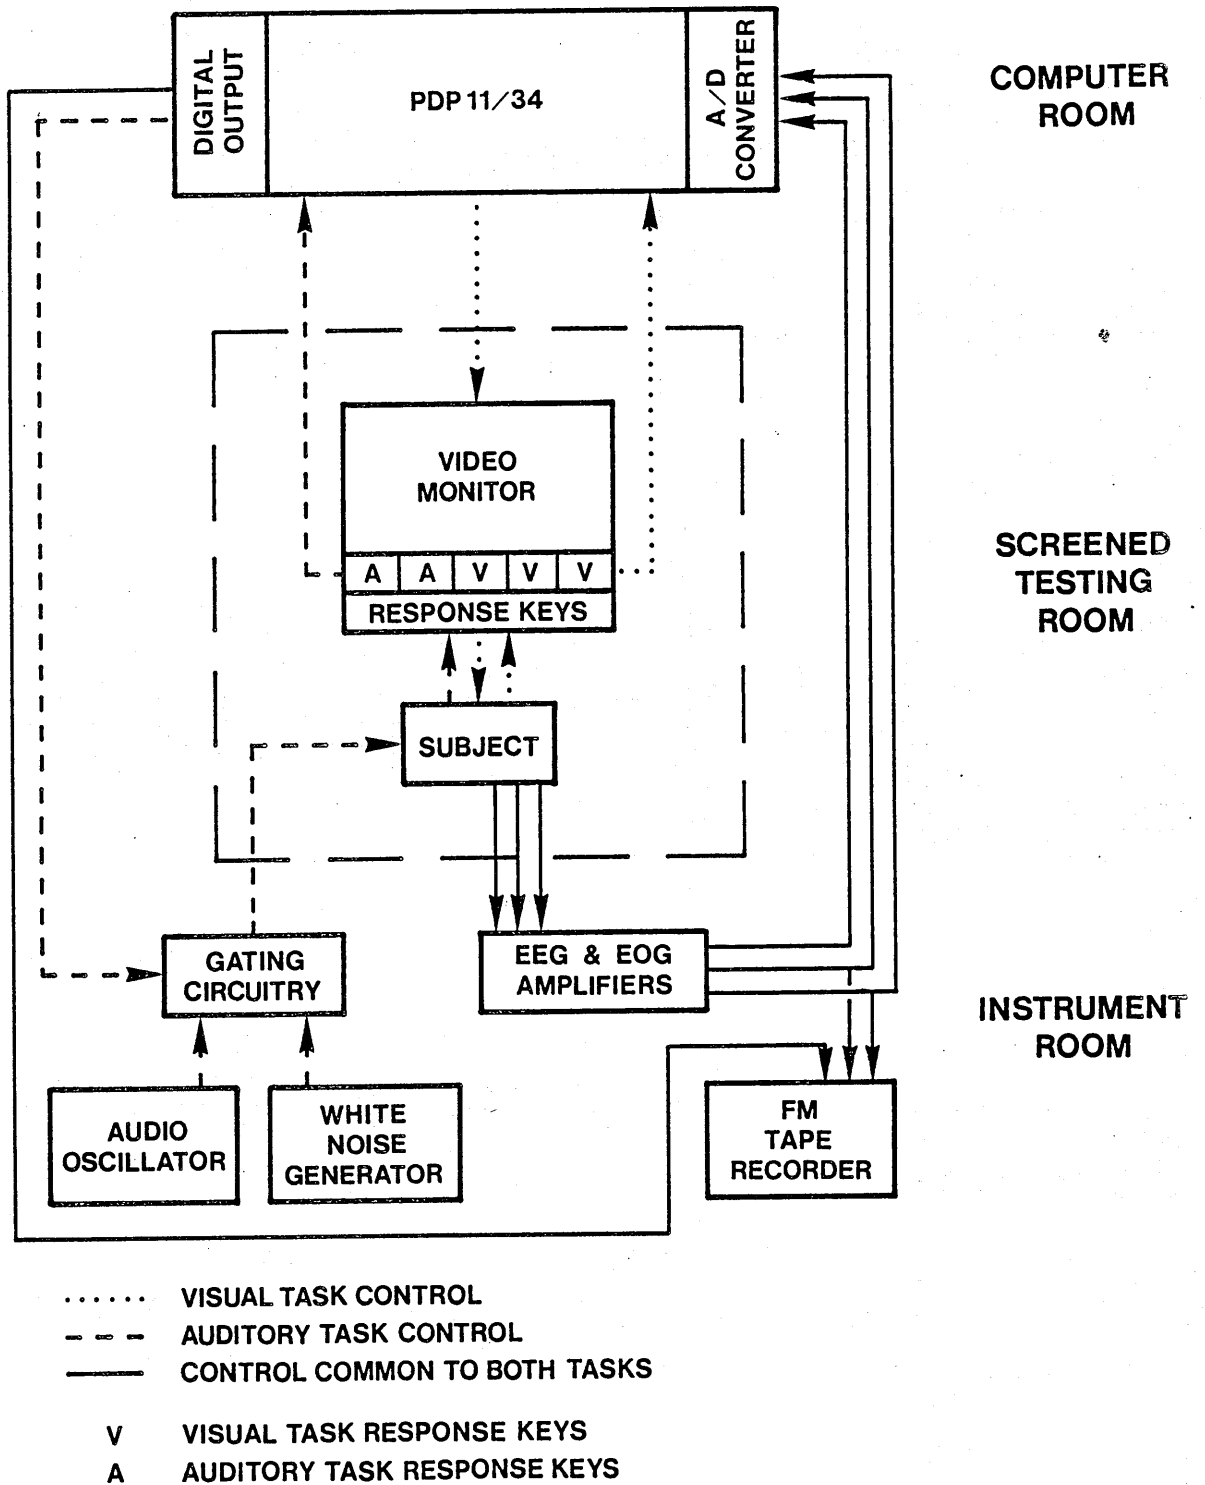 DIGITAL
OUTPUT
PDP 11/34
A/D
CONVERTER
COMPUTER
ROOM
VIDEO
MONITOR
A A V V V
RESPONSE KEYS
SCREENED
TESTING
ROOM
SUBJECT
GATING
CIRCUITRY
EEG & EOG
AMPLIFIERS
INSTRUMENT
ROOM
AUDIO
OSCILLATOR
WHITE
NOISE
GENERATOR
FM
TAPE
RECORDER
VISUAL TASK CONTROL
AUDITORY TASK CONTROL
CONTROL COMMON TO BOTH TASKS
V VISUAL TASK RESPONSE KEYS
A AUDITORY TASK RESPONSE KEYS